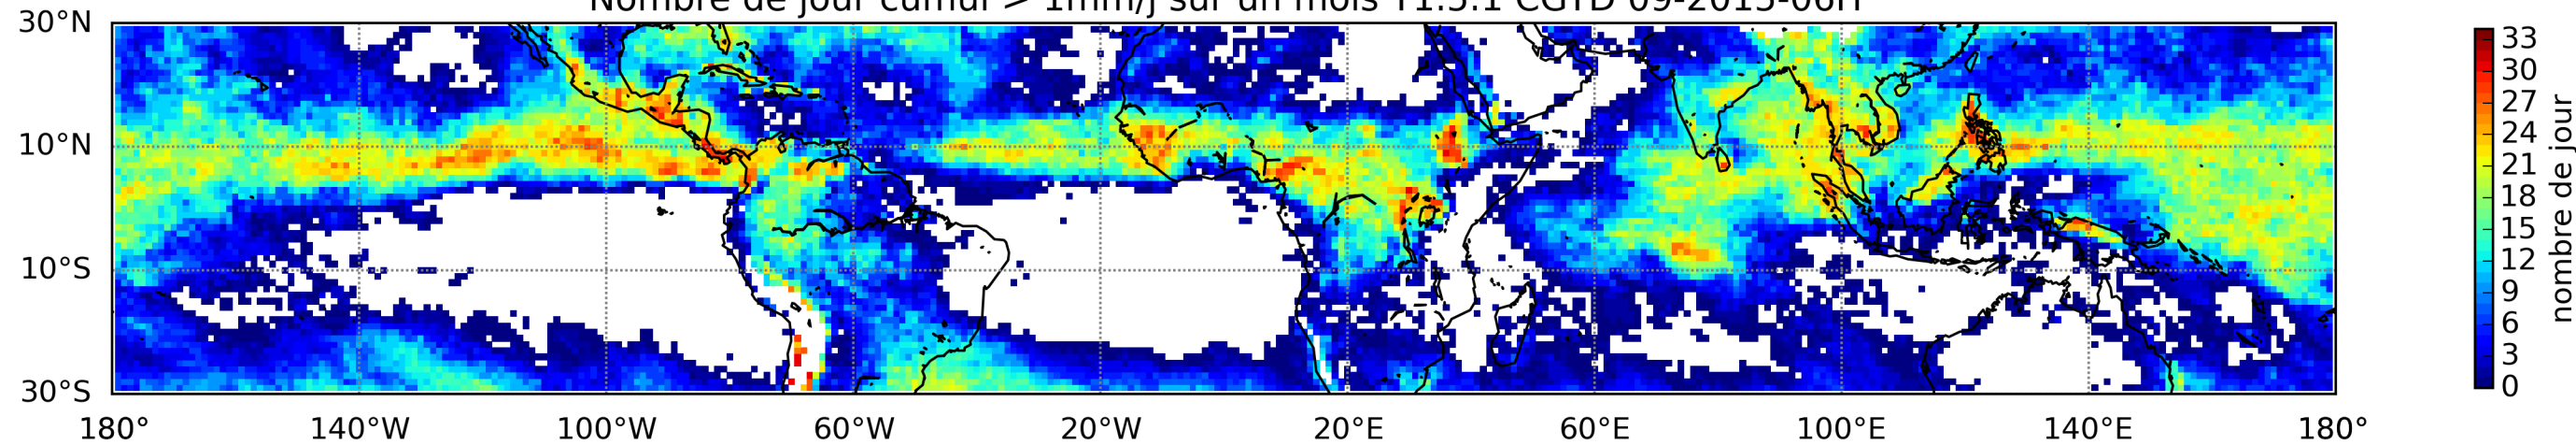 Nombre de jour cumul > 1mm/j sur un mois T1.5.1 CGTD 09-2015-06H
30°N
10°N
10°S
30°S
180° 140°W 100°W 60°W 20°W 20°E 60°E 100°E 140°E 180°
33
30
27
24
21
18
15
12
9
6
3
0
nombre de jour